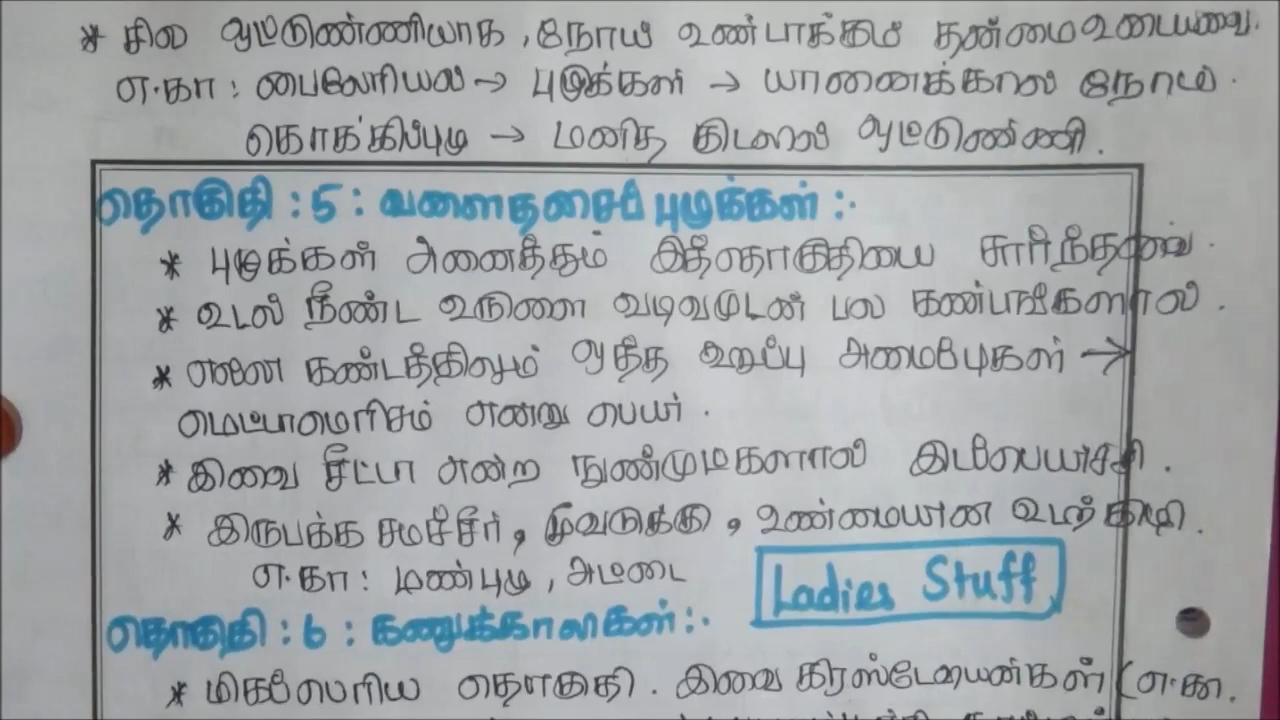 * சில ஒட்டுண்ணியாக, நோய் உண்டாக்கும் தன்மை உடையவை.
எ.கா : பைலேரியல் → புழுக்கள் → யானைக்கால் நோய்.
கொக்கிப்புழு → மனித குடலில் ஒட்டுண்ணி.
தொகுதி : 5 : வளைதசைப் புழுக்கள் :-
* புழுக்கள் அனைத்தும் இத்தொகுதியை சார்ந்தவை.
* உடல் நீண்ட உருளை வடிவமுடன் பல கண்டங்களால்.
* எல்லா கண்டத்திலும் ஒத்த உறுப்பு அமைப்புகள் →
மெட்டாமெரிசம் என்று பெயர்.
* இவை சீட்டா என்ற நுண்முடிகளால் இடப்பெயர்ச்சி.
* இருபக்க சமச்சீர், மூவடுக்கு, உண்மையான உடற்குழி.
எ.கா : மண்புழு, அட்டை
Ladies Stuff
தொகுதி : 6 : கணுக்காலிகள் :-
* மிகப்பெரிய தொகுதி. இவை கிரஸ்டேஷியன்கள் (எ.கா.